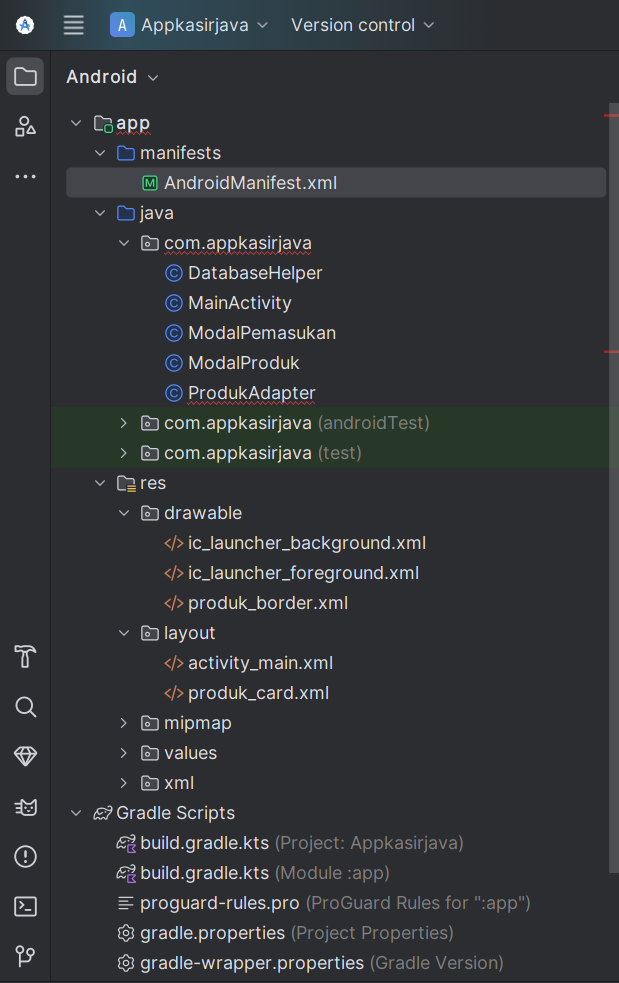 A Appkasirjava Version control
Android
app
manifests
M AndroidManifest.xml
java
com.appkasirjava
C DatabaseHelper
C MainActivity
C ModalPemasukan
C ModalProduk
C ProdukAdapter
com.appkasirjava (androidTest)
com.appkasirjava (test)
res
drawable
</> ic_launcher_background.xml
</> ic_launcher_foreground.xml
</> produk_border.xml
layout
</> activity_main.xml
</> produk_card.xml
mipmap
values
xml
Gradle Scripts
build.gradle.kts (Project: Appkasirjava)
build.gradle.kts (Module :app)
proguard-rules.pro (ProGuard Rules for ":app")
gradle.properties (Project Properties)
gradle-wrapper.properties (Gradle Version)